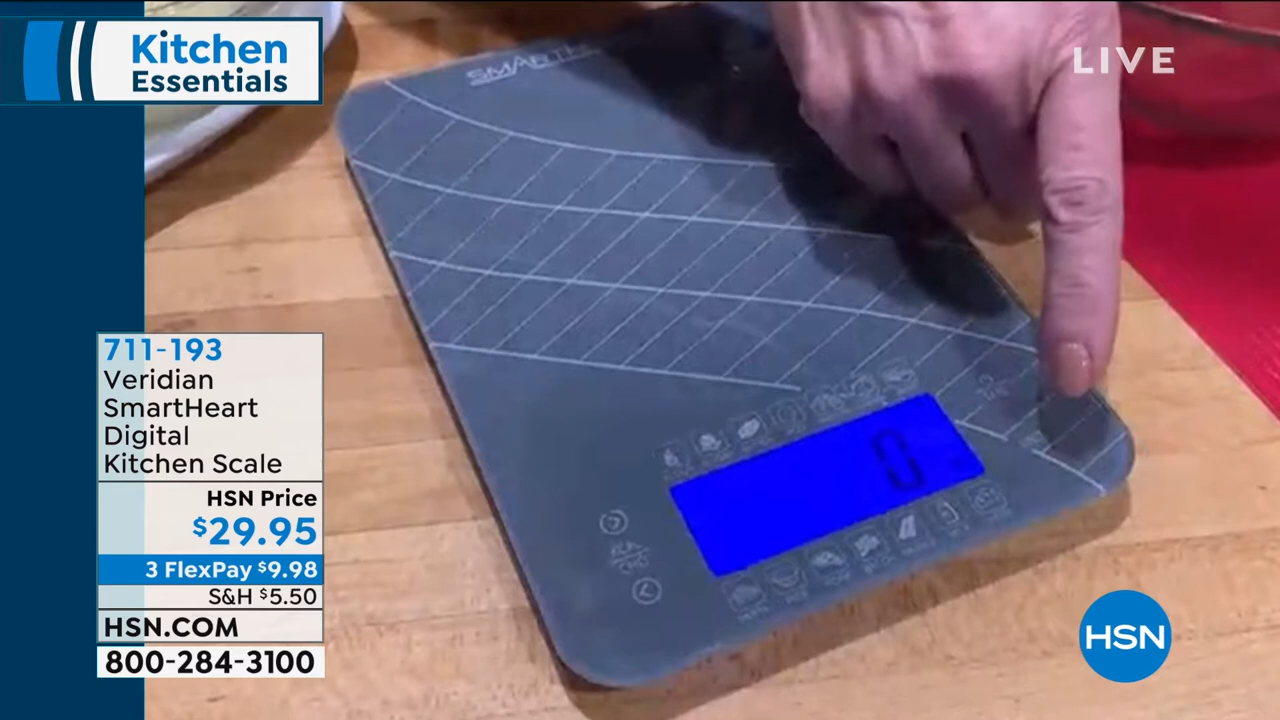 Kitchen
Essentials
LIVE
711-193
Veridian
SmartHeart
Digital
Kitchen Scale
HSN Price
$29.95
3 FlexPay $9.98
S&H $5.50
HSN.COM
800-284-3100
0
HSN